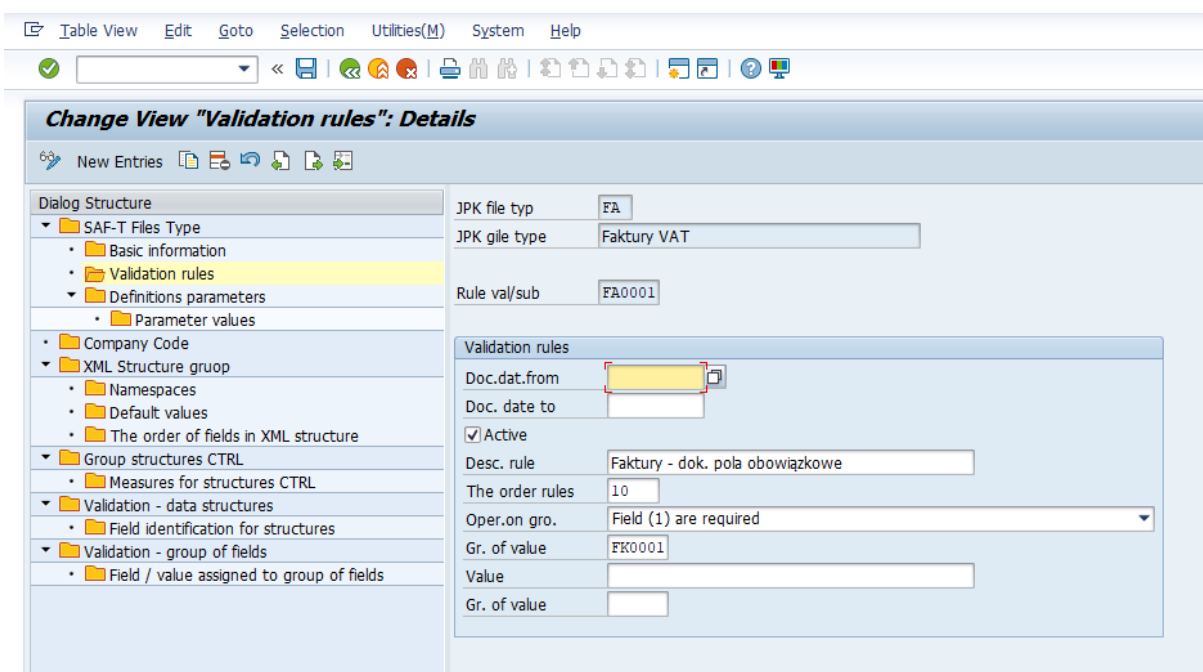 Table View Edit Goto Selection Utilities(M) System Help
Change View "Validation rules": Details
New Entries
Dialog Structure
SAF-T Files Type
Basic information
Validation rules
Definitions parameters
Parameter values
Company Code
XML Structure gruop
Namespaces
Default values
The order of fields in XML structure
Group structures CTRL
Measures for structures CTRL
Validation - data structures
Field identification for structures
Validation - group of fields
Field / value assigned to group of fields
JPK file typ FA
JPK gile type Faktury VAT
Rule val/sub FA0001
Validation rules
Doc.dat.from
Doc. date to
Active
Desc. rule Faktury - dok. pola obowiązkowe
The order rules 10
Oper.on gro. Field (1) are required
Gr. of value FK0001
Value
Gr. of value